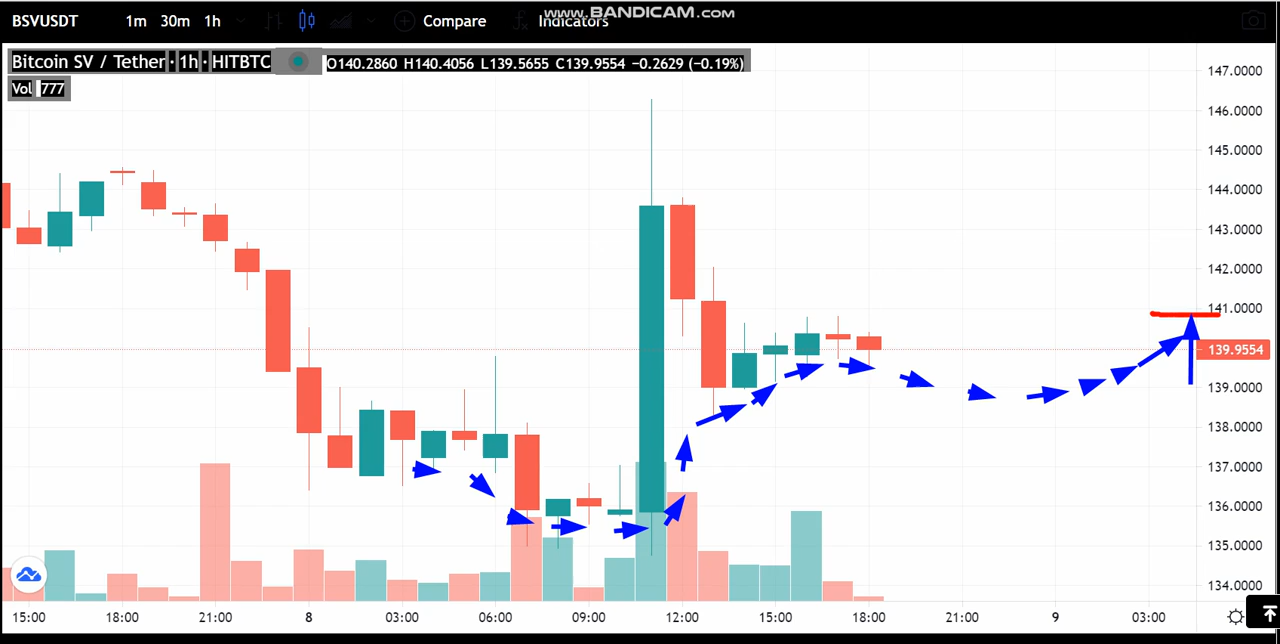 BSVUSDT 1m 30m 1h Compare Indicators
www.BANDICAM.com
Bitcoin SV / Tether · 1h · HITBTC O140.2860 H140.4056 L139.5655 C139.9554 −0.2629 (−0.19%)
Vol 777
147.0000
146.0000
145.0000
144.0000
143.0000
142.0000
141.0000
139.9554
139.0000
138.0000
137.0000
136.0000
135.0000
134.0000
15:00 18:00 21:00 8 03:00 06:00 09:00 12:00 15:00 18:00 21:00 9 03:00